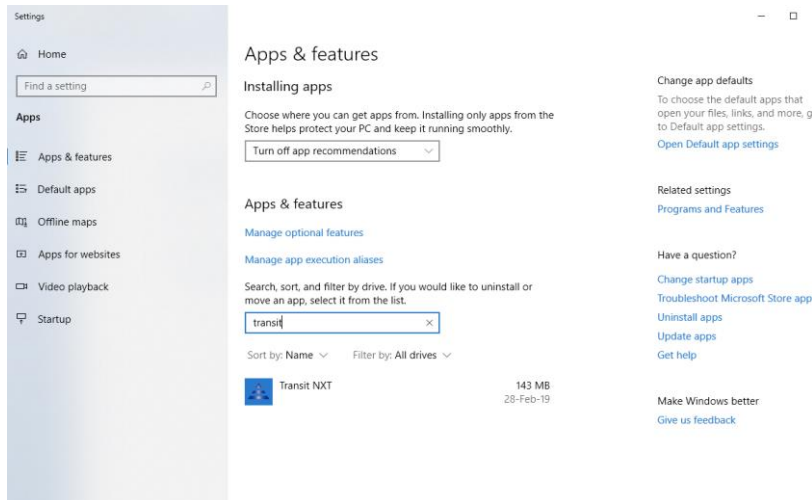 Settings
Home
Find a setting
Apps
Apps & features
Default apps
Offline maps
Apps for websites
Video playback
Startup
Apps & features
Installing apps
Choose where you can get apps from. Installing only apps from the
Store helps protect your PC and keep it running smoothly.
Turn off app recommendations
Apps & features
Manage optional features
Manage app execution aliases
Search, sort, and filter by drive. If you would like to uninstall or
move an app, select it from the list.
transit
Sort by: Name
Filter by: All drives
Transit NXT
143 MB
28-Feb-19
Change app defaults
To choose the default apps that
open your files, links, and more, g
to Default app settings.
Open Default app settings
Related settings
Programs and Features
Have a question?
Change startup apps
Troubleshoot Microsoft Store app
Uninstall apps
Update apps
Get help
Make Windows better
Give us feedback